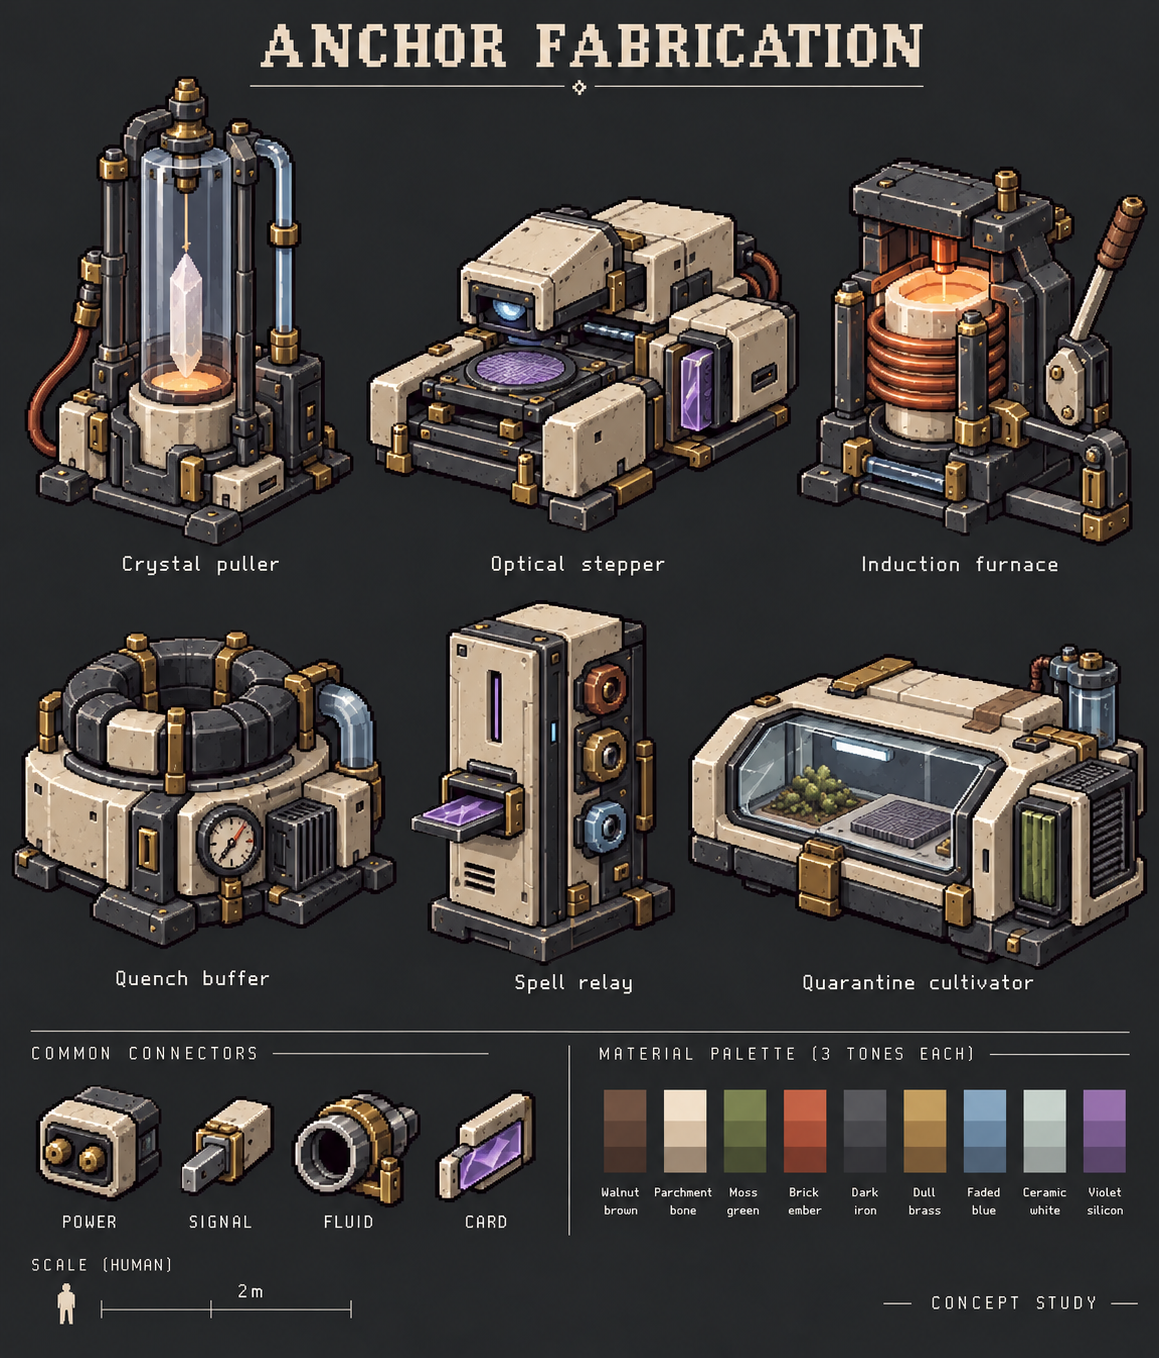 ANCHOR FABRICATION
Crystal puller
Optical stepper
Induction furnace
Quench buffer
Spell relay
Quarantine cultivator
COMMON CONNECTORS
POWER
SIGNAL
FLUID
CARD
MATERIAL PALETTE (3 TONES EACH)
Walnut
brown
Parchment
bone
Moss
green
Brick
ember
Dark
iron
Dull
brass
Faded
blue
Ceramic
white
Violet
silicon
SCALE (HUMAN)
2m
CONCEPT STUDY